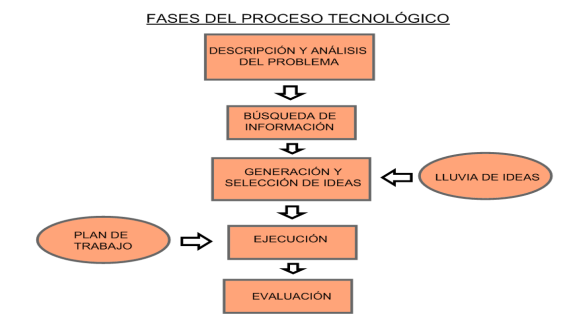 FASES DEL PROCESO TECNOLÓGICO
DESCRIPCIÓN Y ANÁLISIS
DEL PROBLEMA
BÚSQUEDA DE
INFORMACIÓN
GENERACIÓN Y
SELECCIÓN DE IDEAS
LLUVIA DE IDEAS
PLAN DE
TRABAJO
EJECUCIÓN
EVALUACIÓN